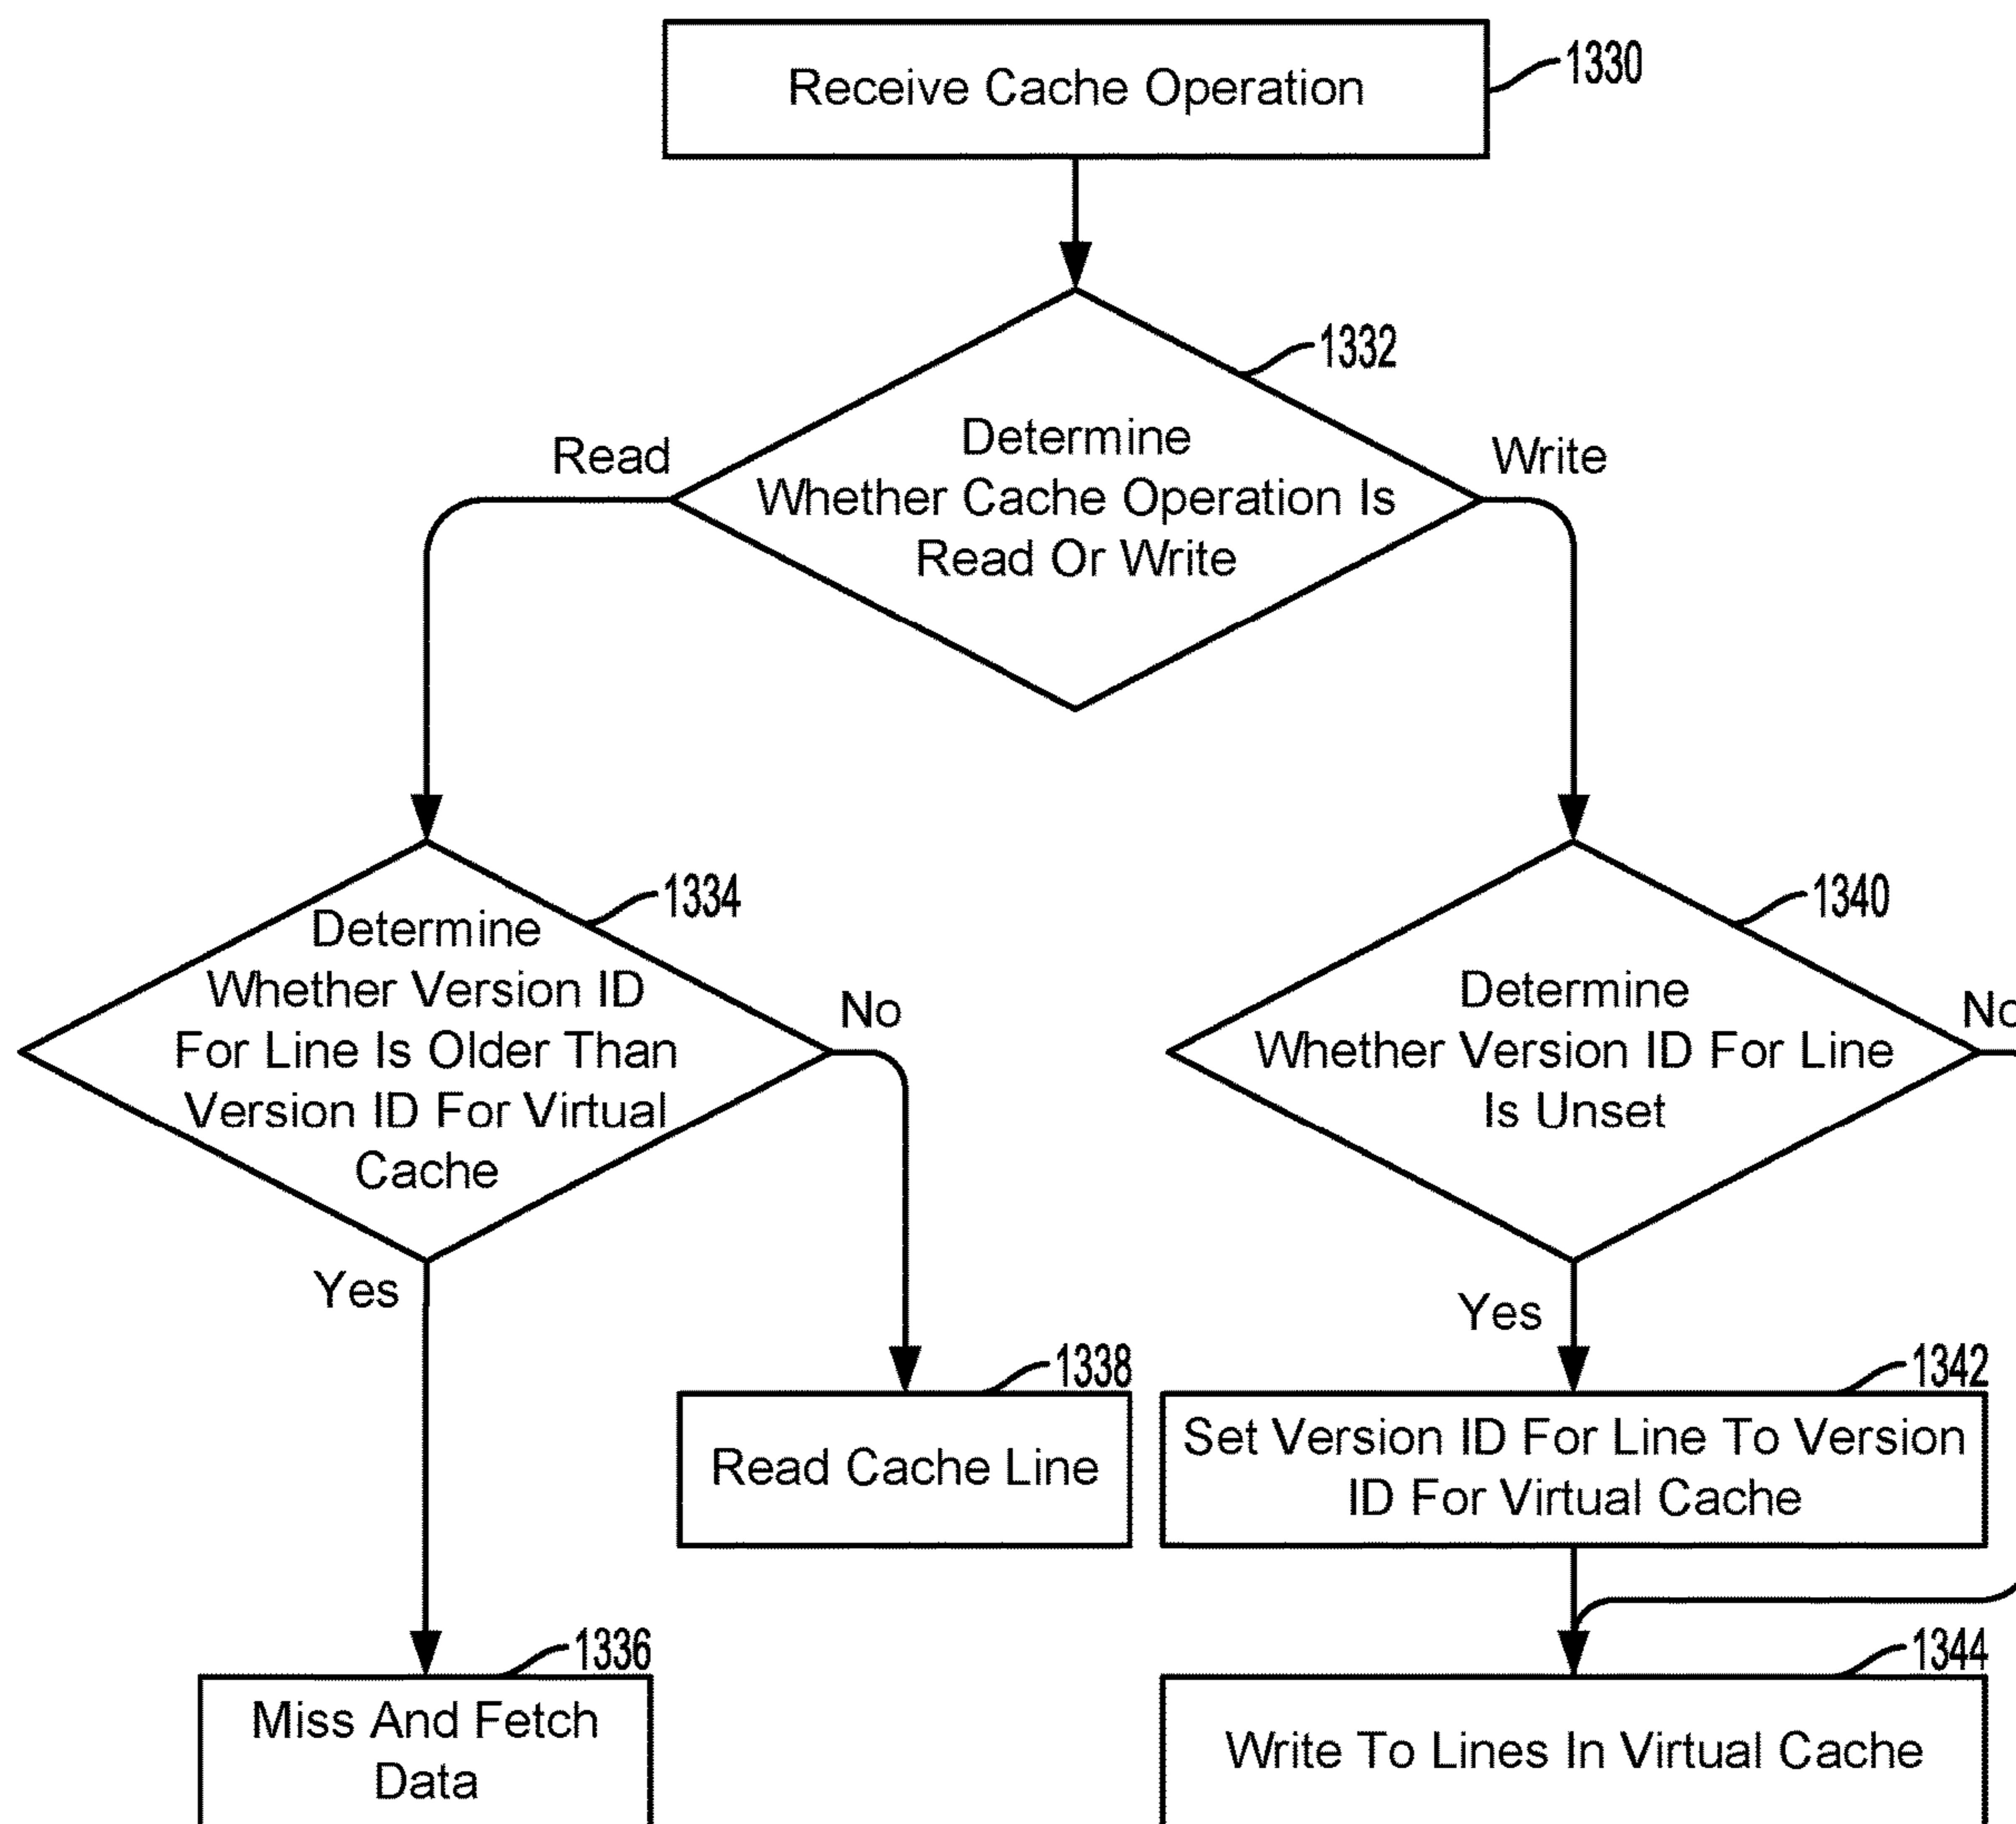 Receive Cache Operation
1330
1332
Determine
Whether Cache Operation Is
Read Or Write
Read
Write
1334
Determine
Whether Version ID
For Line Is Older Than
Version ID For Virtual
Cache
No
Yes
1340
Determine
Whether Version ID For Line
Is Unset
No
Yes
1338
Read Cache Line
1342
Set Version ID For Line To Version
ID For Virtual Cache
1336
Miss And Fetch
Data
1344
Write To Lines In Virtual Cache